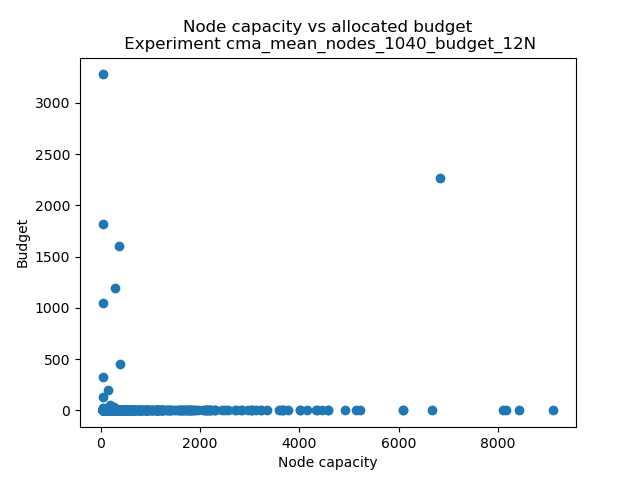 Node capacity vs allocated budget
Experiment cma_mean_nodes_1040_budget_12N
3000
2500
2000
1500
1000
500
0
Budget
0 2000 4000 6000 8000
Node capacity